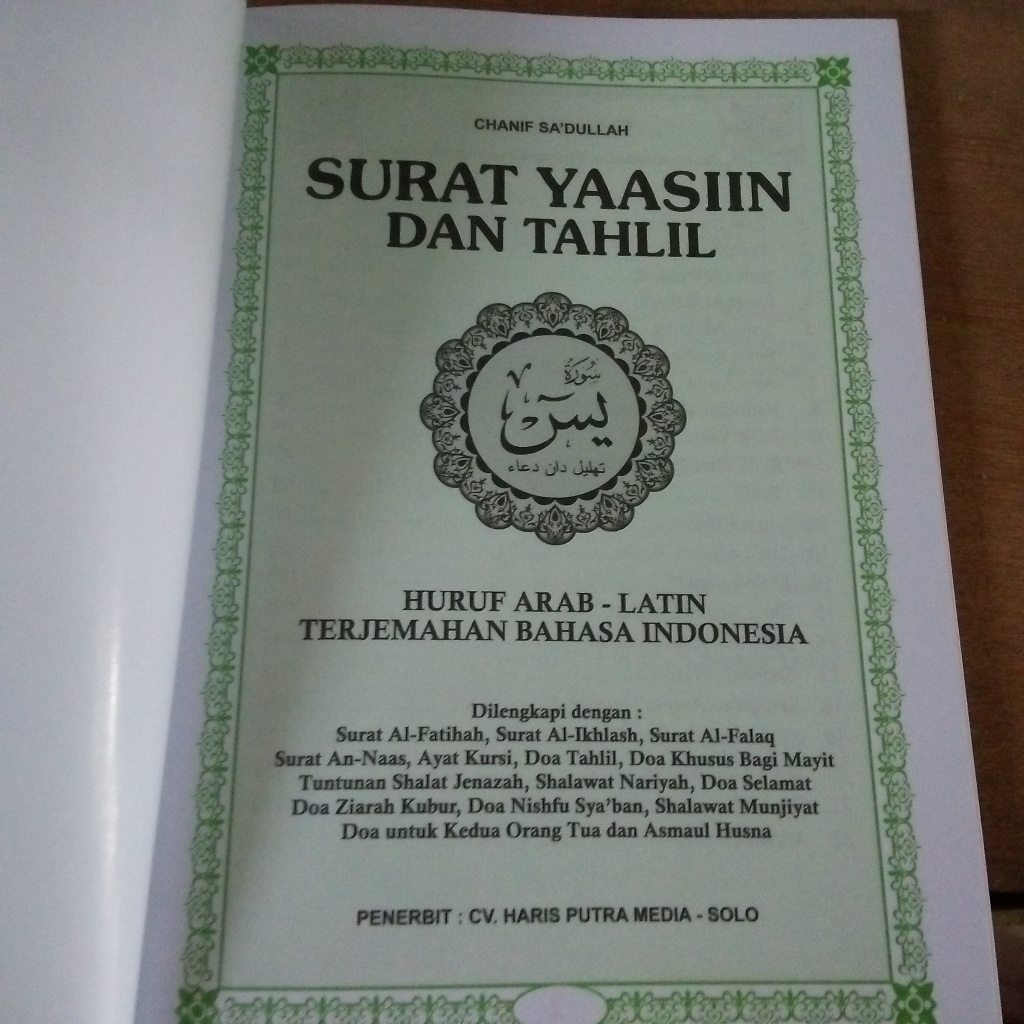 CHANIF SA'DULLAH
SURAT YAASIIN
DAN TAHLIL
سُورَةُ
يٰسۤ
تهليل دان دعاء
HURUF ARAB - LATIN
TERJEMAHAN BAHASA INDONESIA
Dilengkapi dengan :
Surat Al-Fatihah, Surat Al-Ikhlash, Surat Al-Falaq
Surat An-Naas, Ayat Kursi, Doa Tahlil, Doa Khusus Bagi Mayit
Tuntunan Shalat Jenazah, Shalawat Nariyah, Doa Selamat
Doa Ziarah Kubur, Doa Nishfu Sya'ban, Shalawat Munjiyat
Doa untuk Kedua Orang Tua dan Asmaul Husna
PENERBIT : CV. HARIS PUTRA MEDIA - SOLO